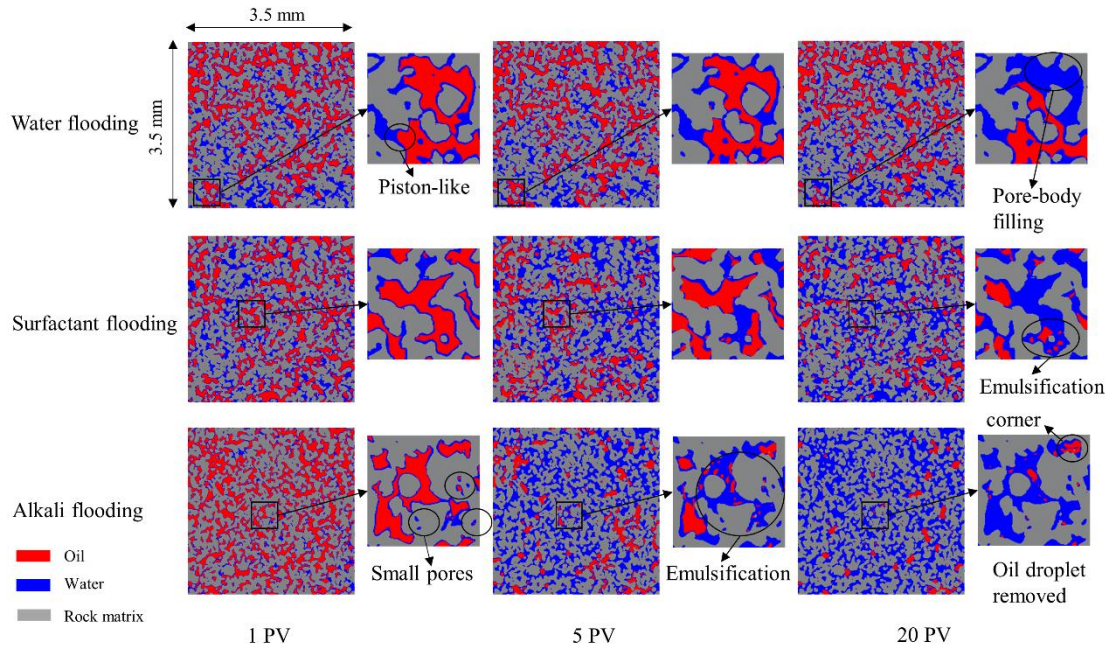 3.5 mm
3.5 mm
Water flooding
Piston-like
Pore-body
filling
Surfactant flooding
Emulsification
corner
Alkali flooding
Oil
Water
Rock matrix
Small pores
Emulsification
Oil droplet
removed
1 PV
5 PV
20 PV